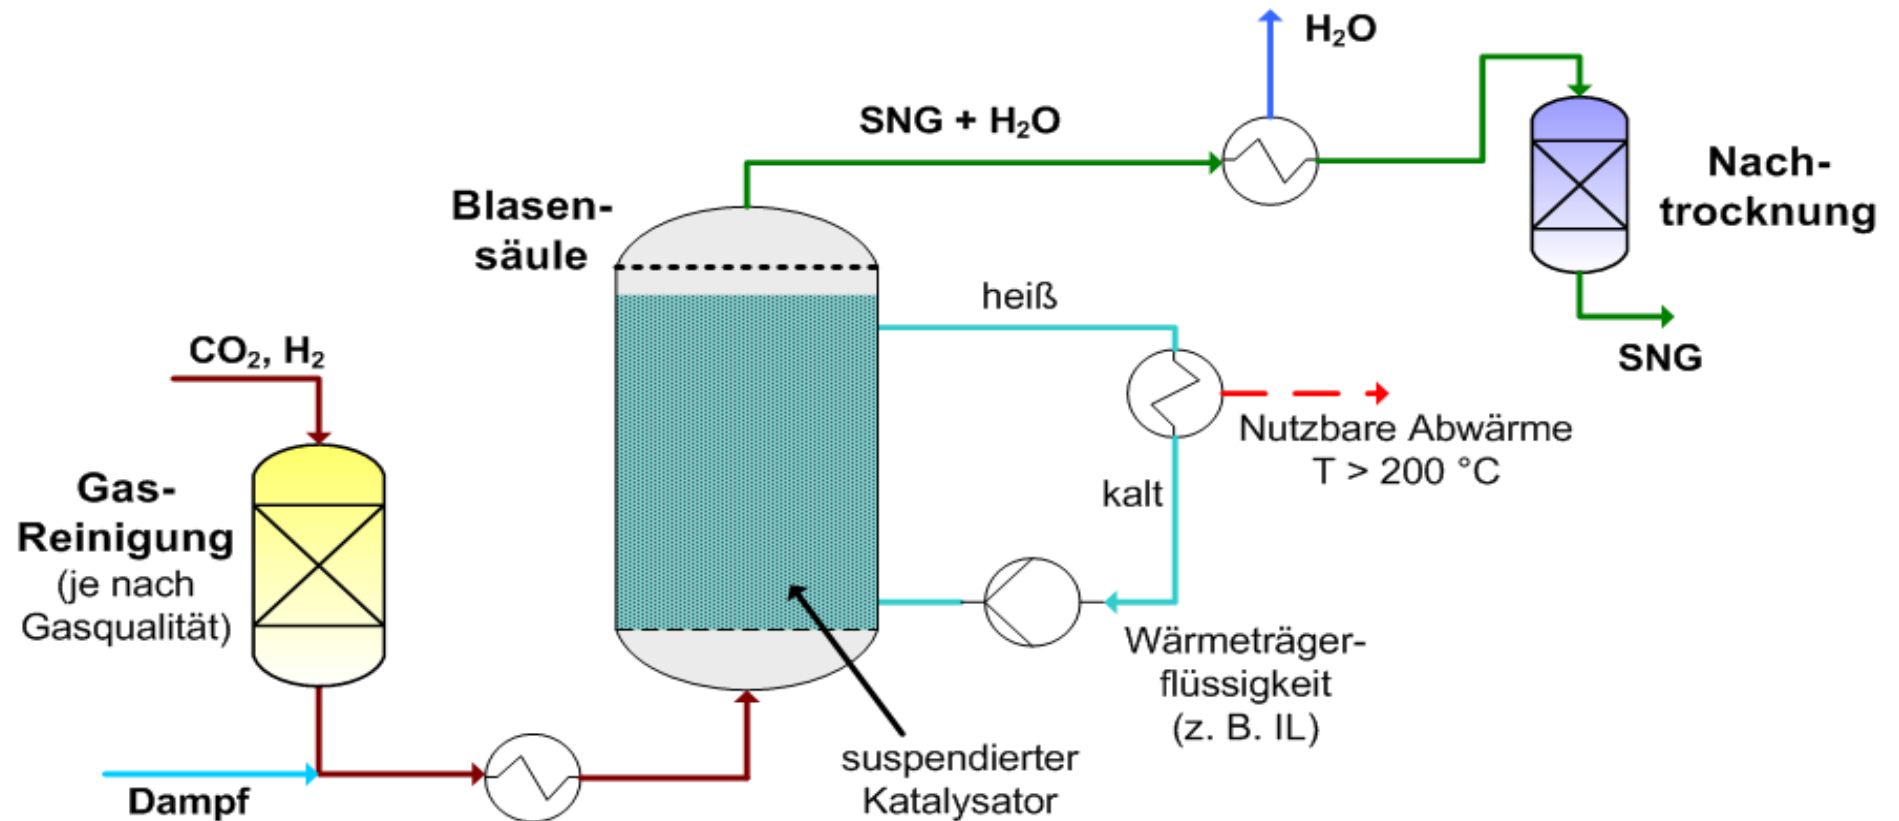 H₂O
SNG + H₂O
Nach-
trocknung
Blasen-
säule
heiß
CO₂, H₂
SNG
Nutzbare Abwärme
T > 200 °C
Gas-
Reinigung
(je nach
Gasqualität)
kalt
Wärmeträger-
flüssigkeit
(z. B. IL)
suspendierter
Katalysator
Dampf